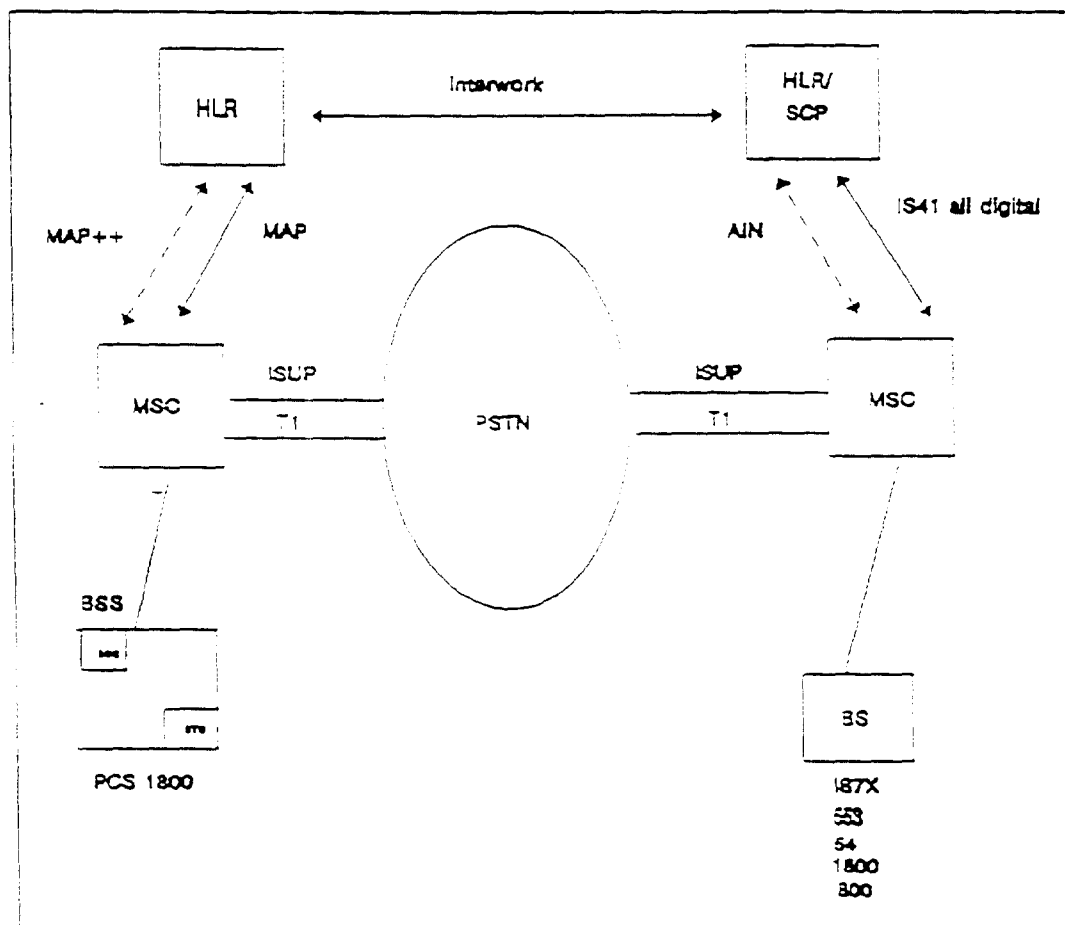 Interwork
HLR
HLR/
SCP
MAP++
MAP
AIN
IS41 all digital
MSC
ISUP
T1
PSTN
ISUP
T1
MSC
BSS
PCS 1800
BS
553
54
1800
800